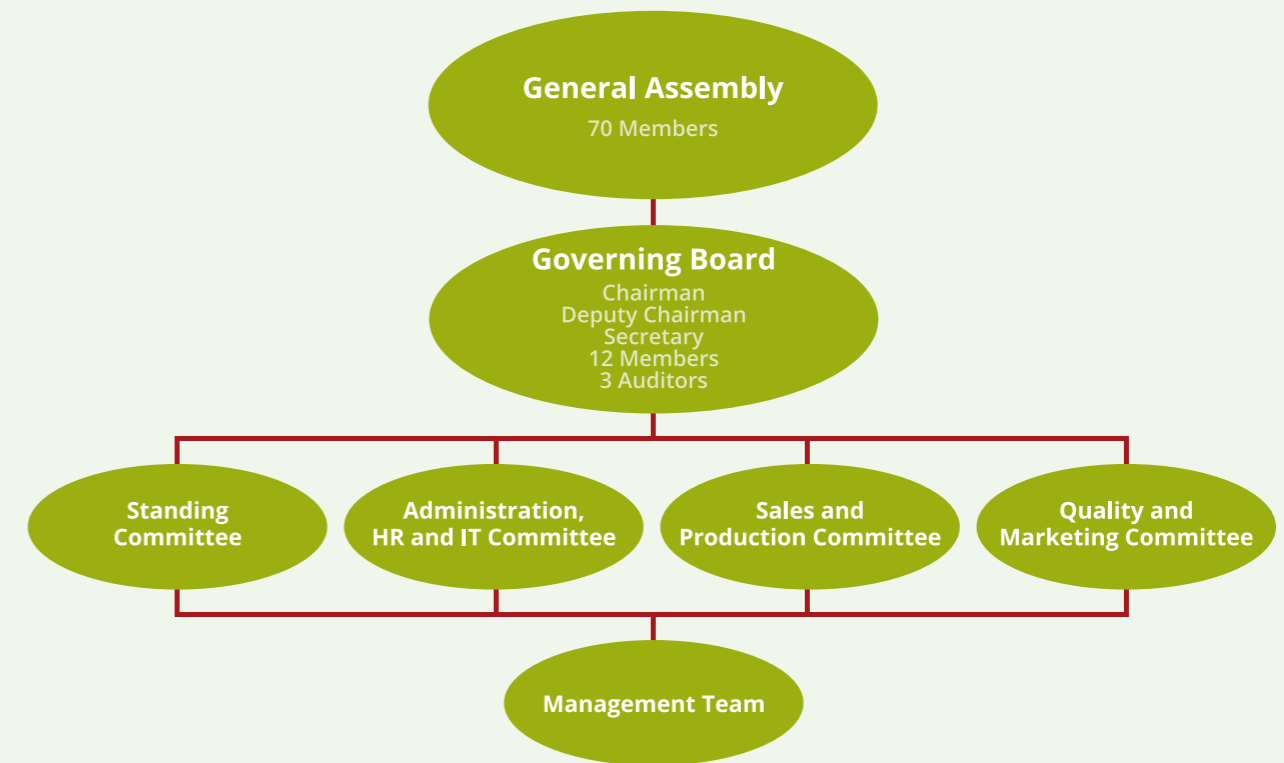 General Assembly
70 Members
Governing Board
Chairman
Deputy Chairman
Secretary
12 Members
3 Auditors
Standing
Committee
Administration,
HR and IT Committee
Sales and
Production Committee
Quality and
Marketing Committee
Management Team